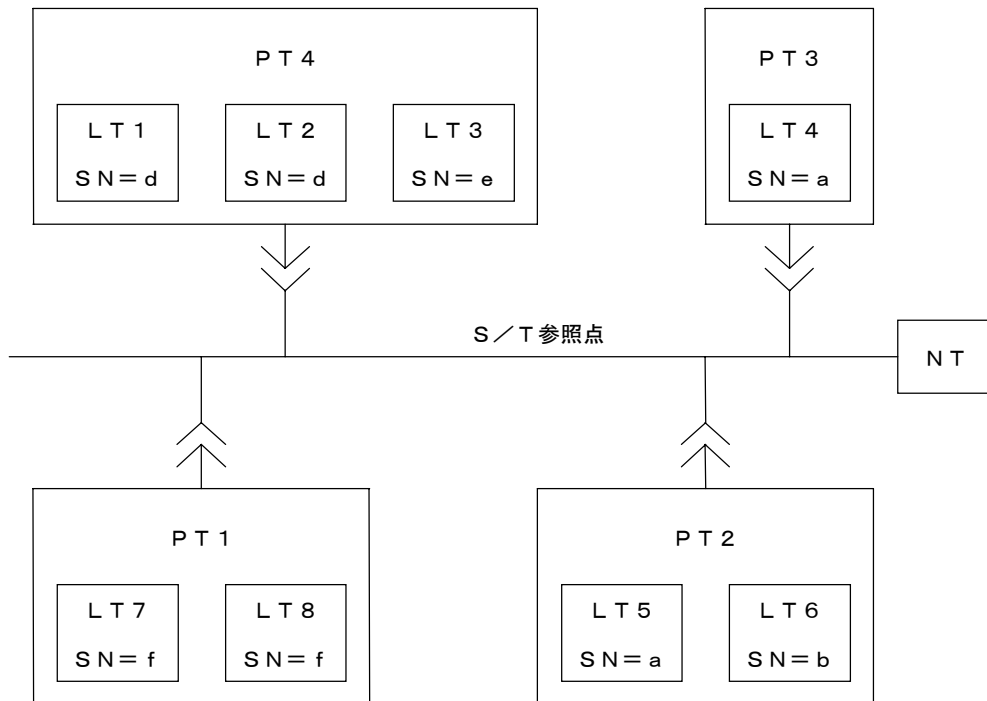 ＰＴ４
ＬＴ１
ＳＮ＝ｄ
ＬＴ２
ＳＮ＝ｄ
ＬＴ３
ＳＮ＝ｅ
ＰＴ３
ＬＴ４
ＳＮ＝ａ
Ｓ／Ｔ参照点
ＮＴ
ＰＴ１
ＬＴ７
ＳＮ＝ｆ
ＬＴ８
ＳＮ＝ｆ
ＰＴ２
ＬＴ５
ＳＮ＝ａ
ＬＴ６
ＳＮ＝ｂ